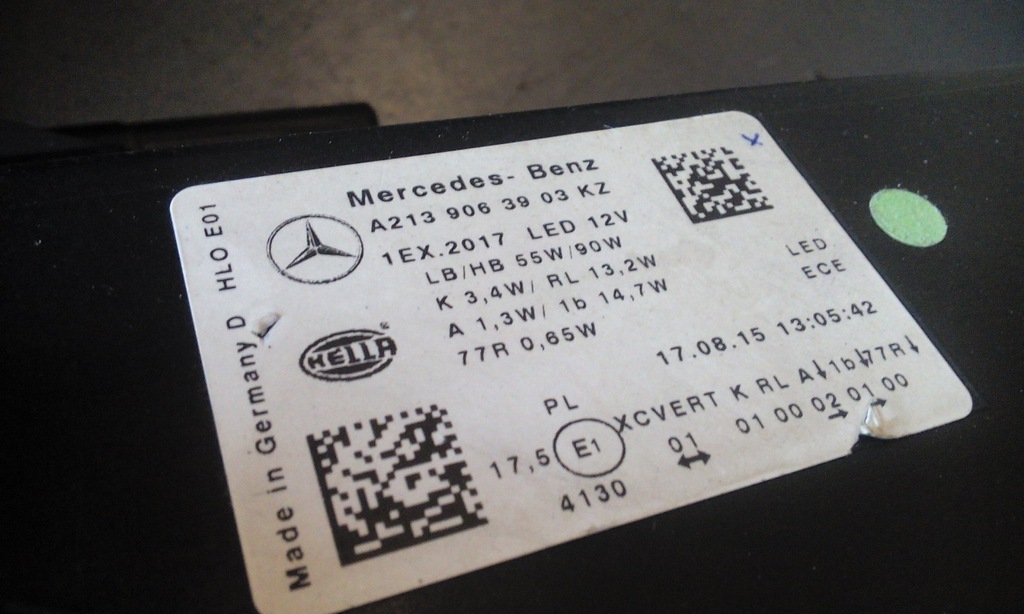 Mercedes- Benz
A213 906 39 03 KZ
1EX.2017 LED 12V
LB/HB 55W/90W
K 3,4W/ RL 13,2W
A 1,3W/ 1b 14,7W
77R 0,65W
LED
ECE
17.08.15 13:05:42
HELLA
®
PL
XCVERT K RL A↓1b↓77R↓
17,5 E1 01 01 00 02 01 00
↔ → →
4130
Made in Germany D HLO E01
x